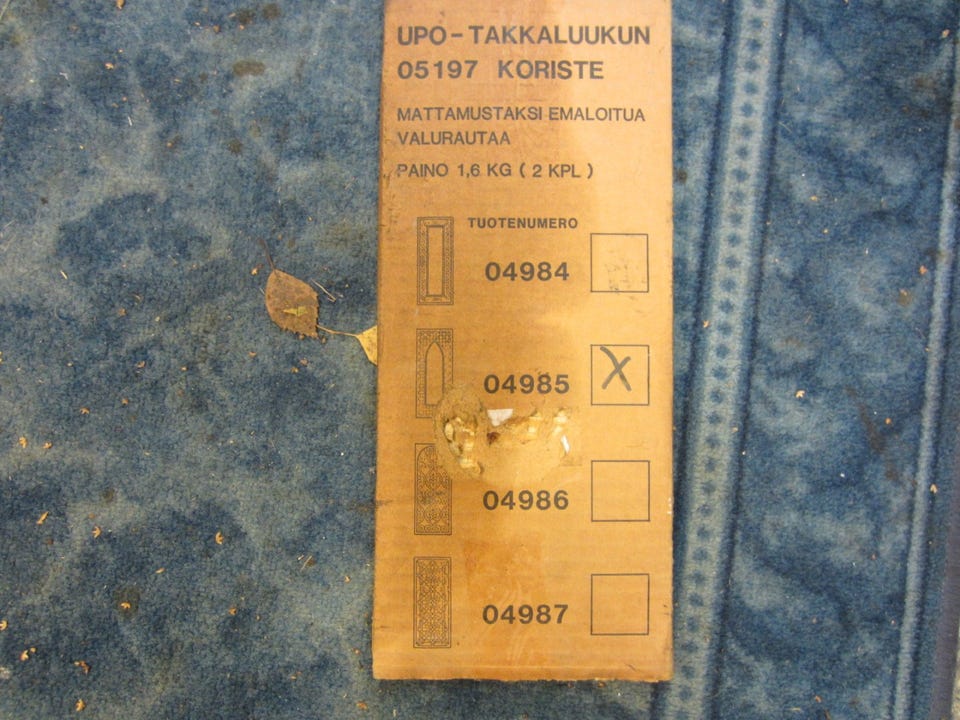 UPO-TAKKALUUKUN
05197 KORISTE
MATTAMUSTAKSI EMALOITUA
VALURAUTAA
PAINO 1,6 KG ( 2 KPL )
TUOTENUMERO
04984
04985 X
04986
04987